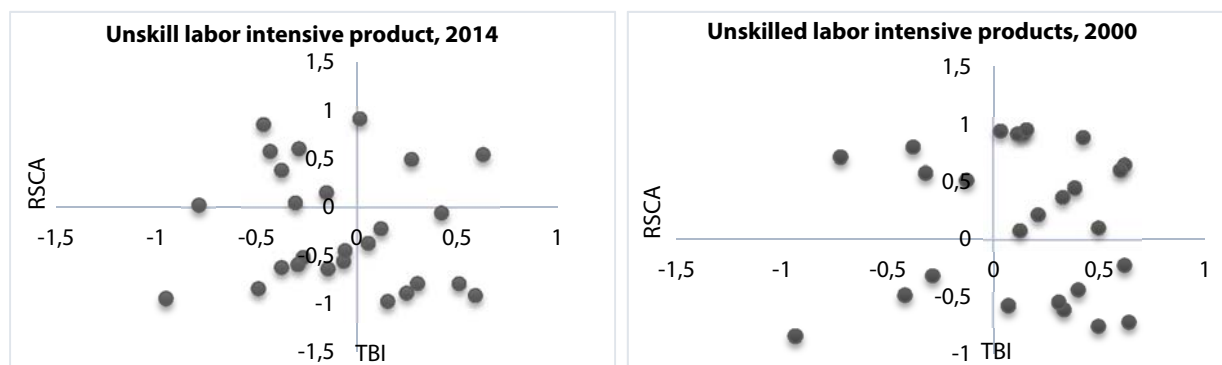 Unskill labor intensive product, 2014
1,5
1
0,5
0
-0,5
-1
-1,5
-1,5 -1 -0,5 0 0,5 1
RSCA
TBI
Unskilled labor intensive products, 2000
1,5
1
0,5
0
-0,5
-1
-1,5 -1 -0,5 0 0,5 1
RSCA
TBI